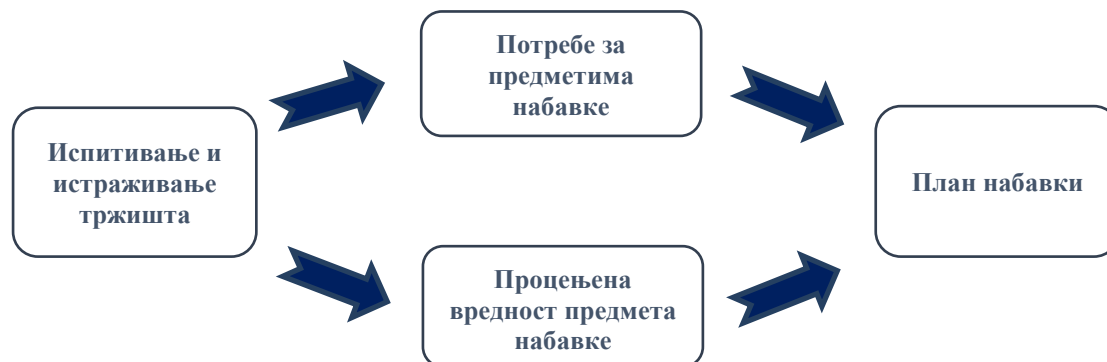 Испитивање и
истраживање
тржишта
Потребе за
предметима
набавке
Процењена
вредност предмета
набавке
План набавки